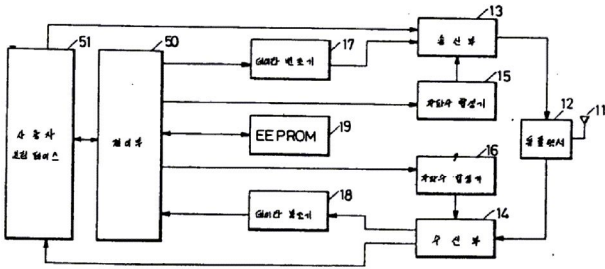 51
50
17
13
데이타 변조기
송신부
15
주파수 합성기
11
12
듀플렉서
사용자
인터페이스
제어부
EEPROM
19
16
주파수 합성기
18
데이타 복조기
14
수신부